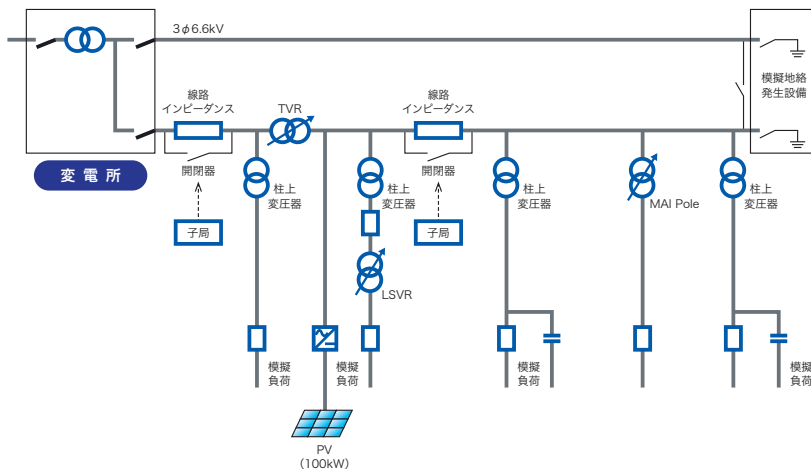 3φ6.6kV
模擬地絡
発生設備
線路
インピーダンス
TVR
線路
インピーダンス
変電所
開閉器
柱上
変圧器
柱上
変圧器
開閉器
柱上
変圧器
MAI Pole
柱上
変圧器
子局
子局
LSVR
模擬
負荷
模擬
負荷
模擬
負荷
模擬
負荷
PV
(100kW)